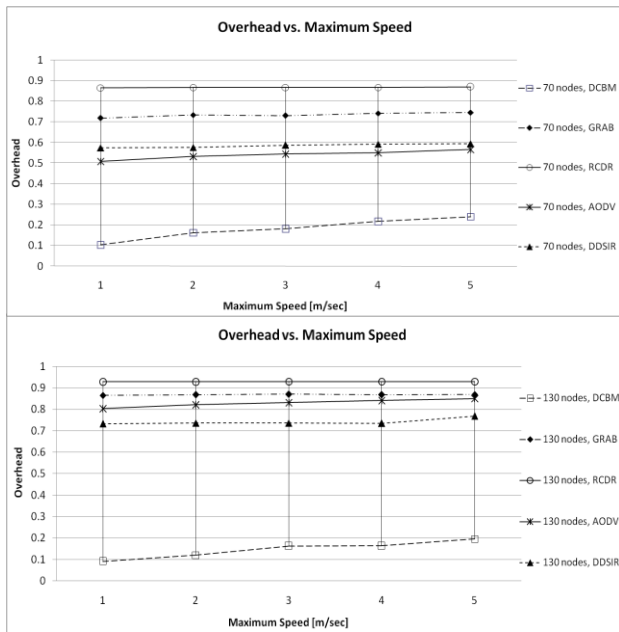 Overhead vs. Maximum Speed
1
0.9
0.8
0.7
0.6
0.5
0.4
0.3
0.2
0.1
0
Overhead
1 2 3 4 5
Maximum Speed [m/sec]
70 nodes, DCBM
70 nodes, GRAB
70 nodes, RCDR
70 nodes, AODV
70 nodes, DDSIR
Overhead vs. Maximum Speed
1
0.9
0.8
0.7
0.6
0.5
0.4
0.3
0.2
0.1
0
Overhead
1 2 3 4 5
Maximum Speed [m/sec]
130 nodes, DCBM
130 nodes, GRAB
130 nodes, RCDR
130 nodes, AODV
130 nodes, DDSIR